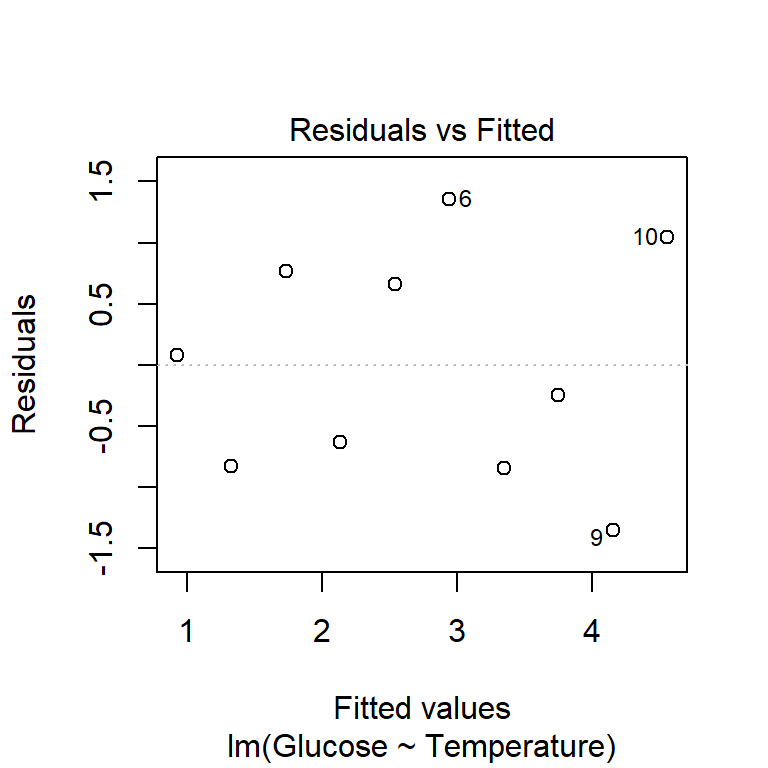 Residuals vs Fitted
Residuals
1.5
0.5
-0.5
-1.5
6
10
9
1 2 3 4
Fitted values
lm(Glucose ~ Temperature)